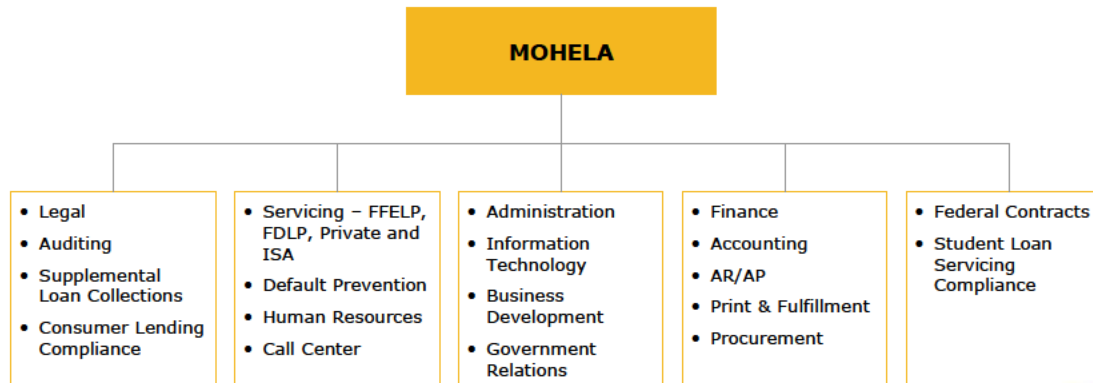 MOHELA
• Legal
• Auditing
• Supplemental
Loan Collections
• Consumer Lending
Compliance
• Servicing – FFELP,
FDLP, Private and
ISA
• Default Prevention
• Human Resources
• Call Center
• Administration
• Information
Technology
• Business
Development
• Government
Relations
• Finance
• Accounting
• AR/AP
• Print & Fulfillment
• Procurement
• Federal Contracts
• Student Loan
Servicing
Compliance